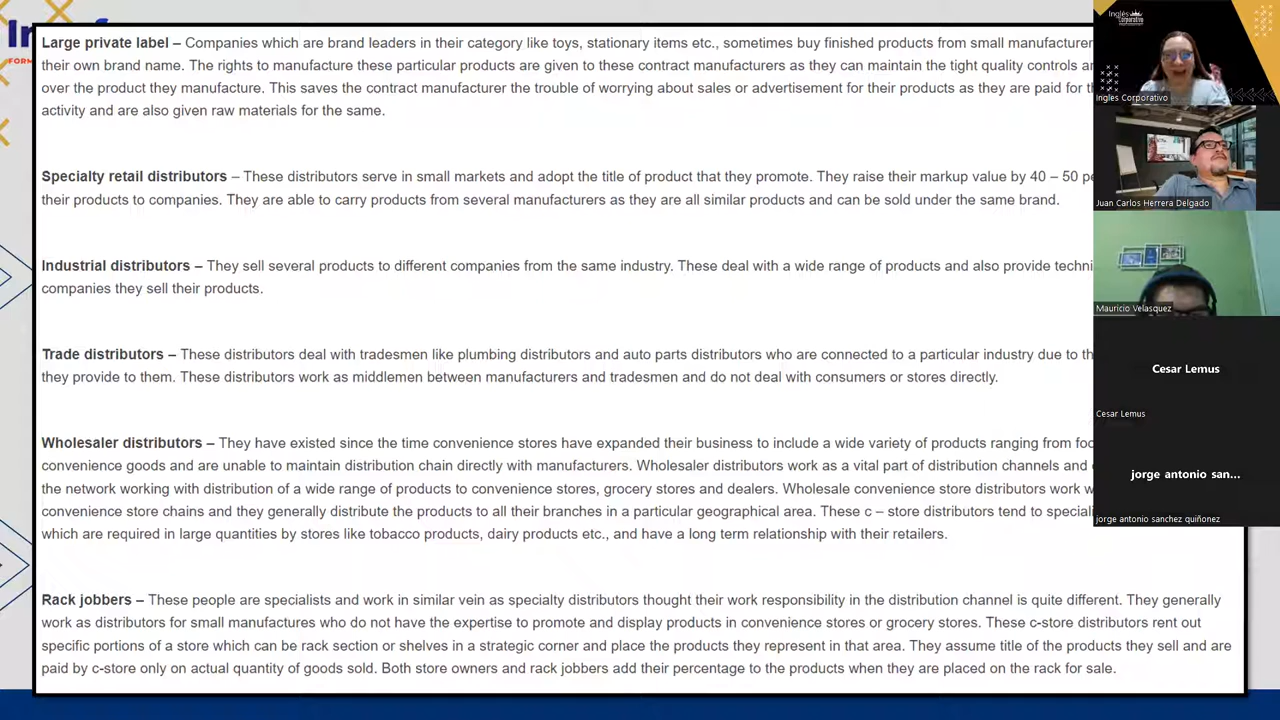 Large private label – Companies which are brand leaders in their category like toys, stationary items etc., sometimes buy finished products from small manufacturer
their own brand name. The rights to manufacture these particular products are given to these contract manufacturers as they can maintain the tight quality controls
over the product they manufacture. This saves the contract manufacturer the trouble of worrying about sales or advertisement for their products as they are paid for
activity and are also given raw materials for the same.
Specialty retail distributors – These distributors serve in small markets and adopt the title of product that they promote. They raise their markup value by 40 – 50
their products to companies. They are able to carry products from several manufacturers as they are all similar products and can be sold under the same brand.
Industrial distributors – They sell several products to different companies from the same industry. These deal with a wide range of products and also provide techni
companies they sell their products.
Trade distributors – These distributors deal with tradesmen like plumbing distributors and auto parts distributors who are connected to a particular industry due to
they provide to them. These distributors work as middlemen between manufacturers and tradesmen and do not deal with consumers or stores directly.
Wholesaler distributors – They have existed since the time convenience stores have expanded their business to include a wide variety of products ranging from
convenience goods and are unable to maintain distribution chain directly with manufacturers. Wholesaler distributors work as a vital part of distribution channels and
the network working with distribution of a wide range of products to convenience stores, grocery stores and dealers. Wholesale convenience store distributors work
convenience store chains and they generally distribute the products to all their branches in a particular geographical area. These c – store distributors tend to
which are required in large quantities by stores like tobacco products, dairy products etc., and have a long term relationship with their retailers.
Rack jobbers – These people are specialists and work in similar vein as specialty distributors thought their work responsibility in the distribution channel is quite different. They generally
work as distributors for small manufactures who do not have the expertise to promote and display products in convenience stores or grocery stores. These c-store distributors rent out
specific portions of a store which can be rack section or shelves in a strategic corner and place the products they represent in that area. They assume title of the products they sell and are
paid by c-store only on actual quantity of goods sold. Both store owners and rack jobbers add their percentage to the products when they are placed on the rack for sale.
Inglés
Corporativo
Ingles Corporativo
Juan Carlos Herrera Delgado
Mauricio Velasquez
Cesar Lemus
Cesar Lemus
jorge antonio san...
jorge antonio sanchez quiñonez